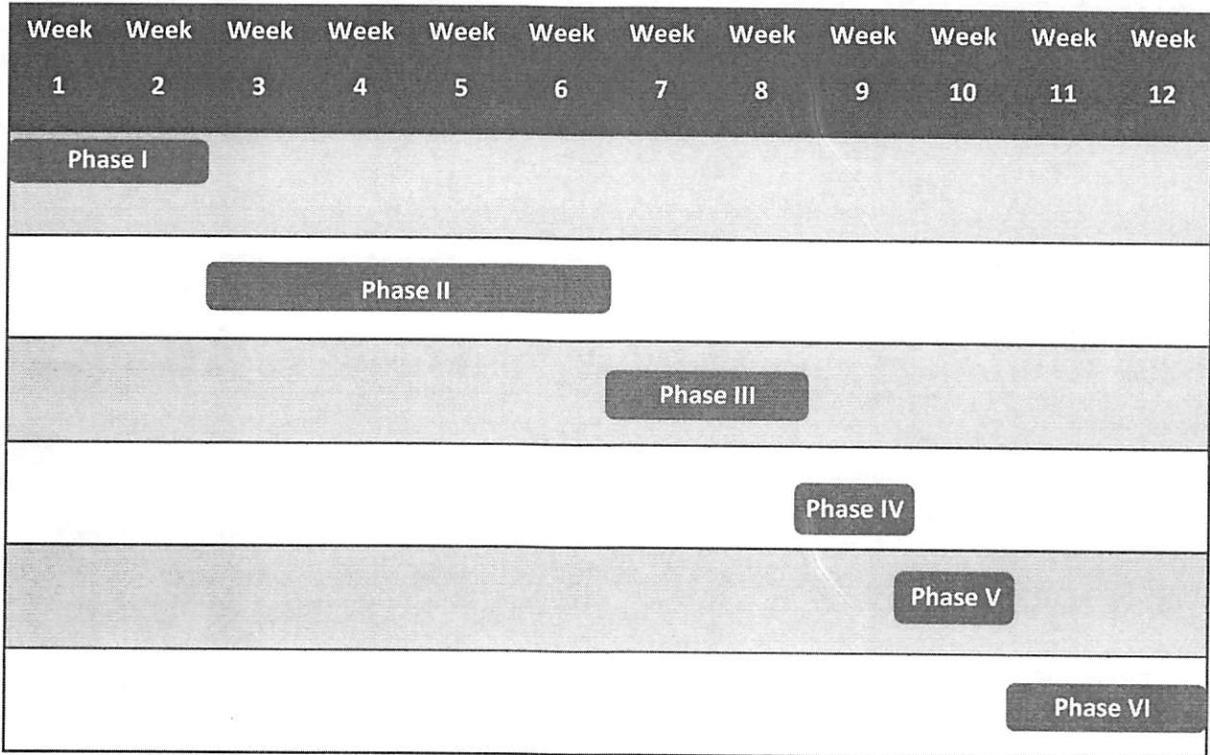 Week Week Week Week Week Week Week Week Week Week Week Week
1 2 3 4 5 6 7 8 9 10 11 12
Phase I
Phase II
Phase III
Phase IV
Phase V
Phase VI